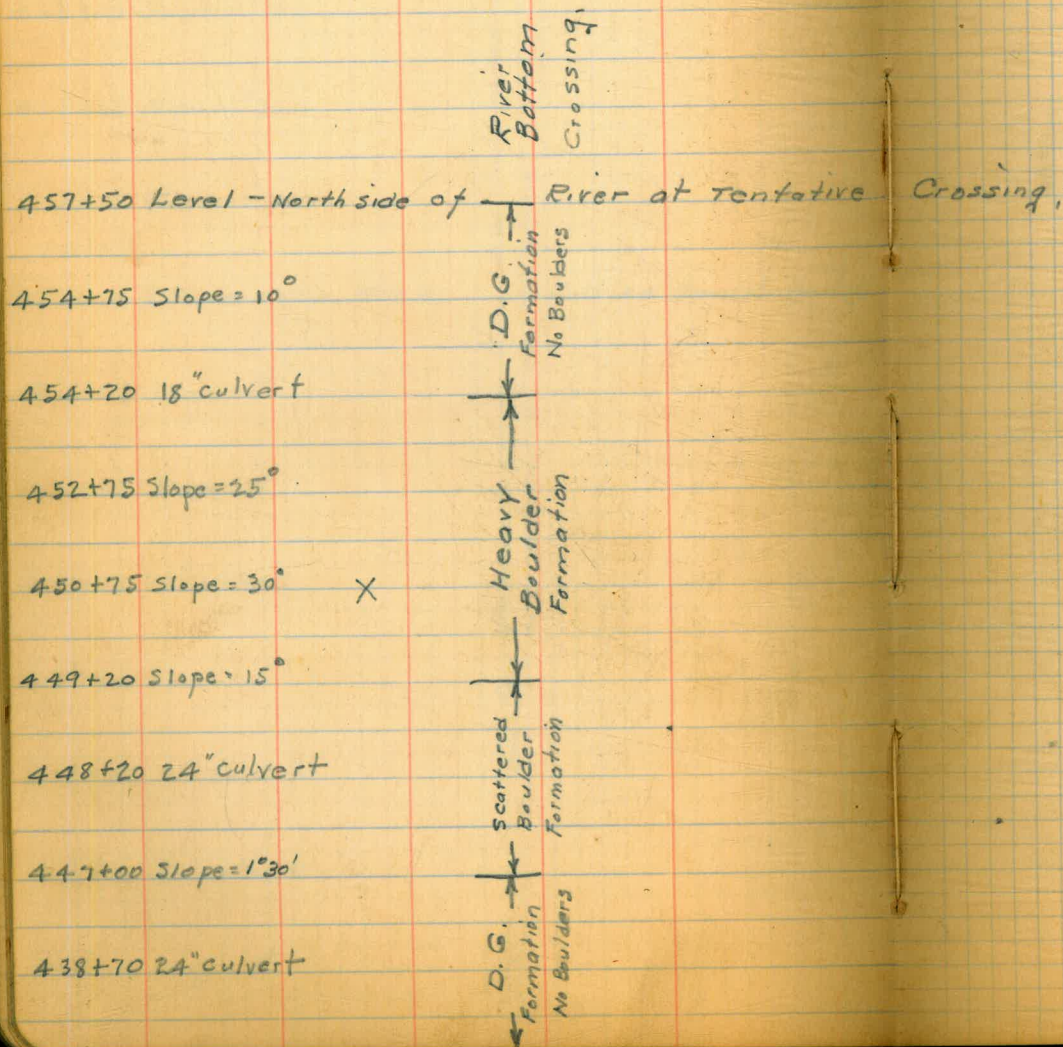 River
Bottom
Crossing.
457+50 Level - North side of River at Tentative Crossing.
D.G.
Formation
No Boulders
454+75 Slope = 10°
454+20 18" culvert
Heavy
Boulder
Formation
452+75 Slope = 25°
450+75 Slope = 30° X
449+20 Slope = 15°
Scattered
Boulder
Formation
448+20 24" Culvert
447+00 Slope = 1°30'
D.G.
Formation
No Boulders
438+70 24" Culvert